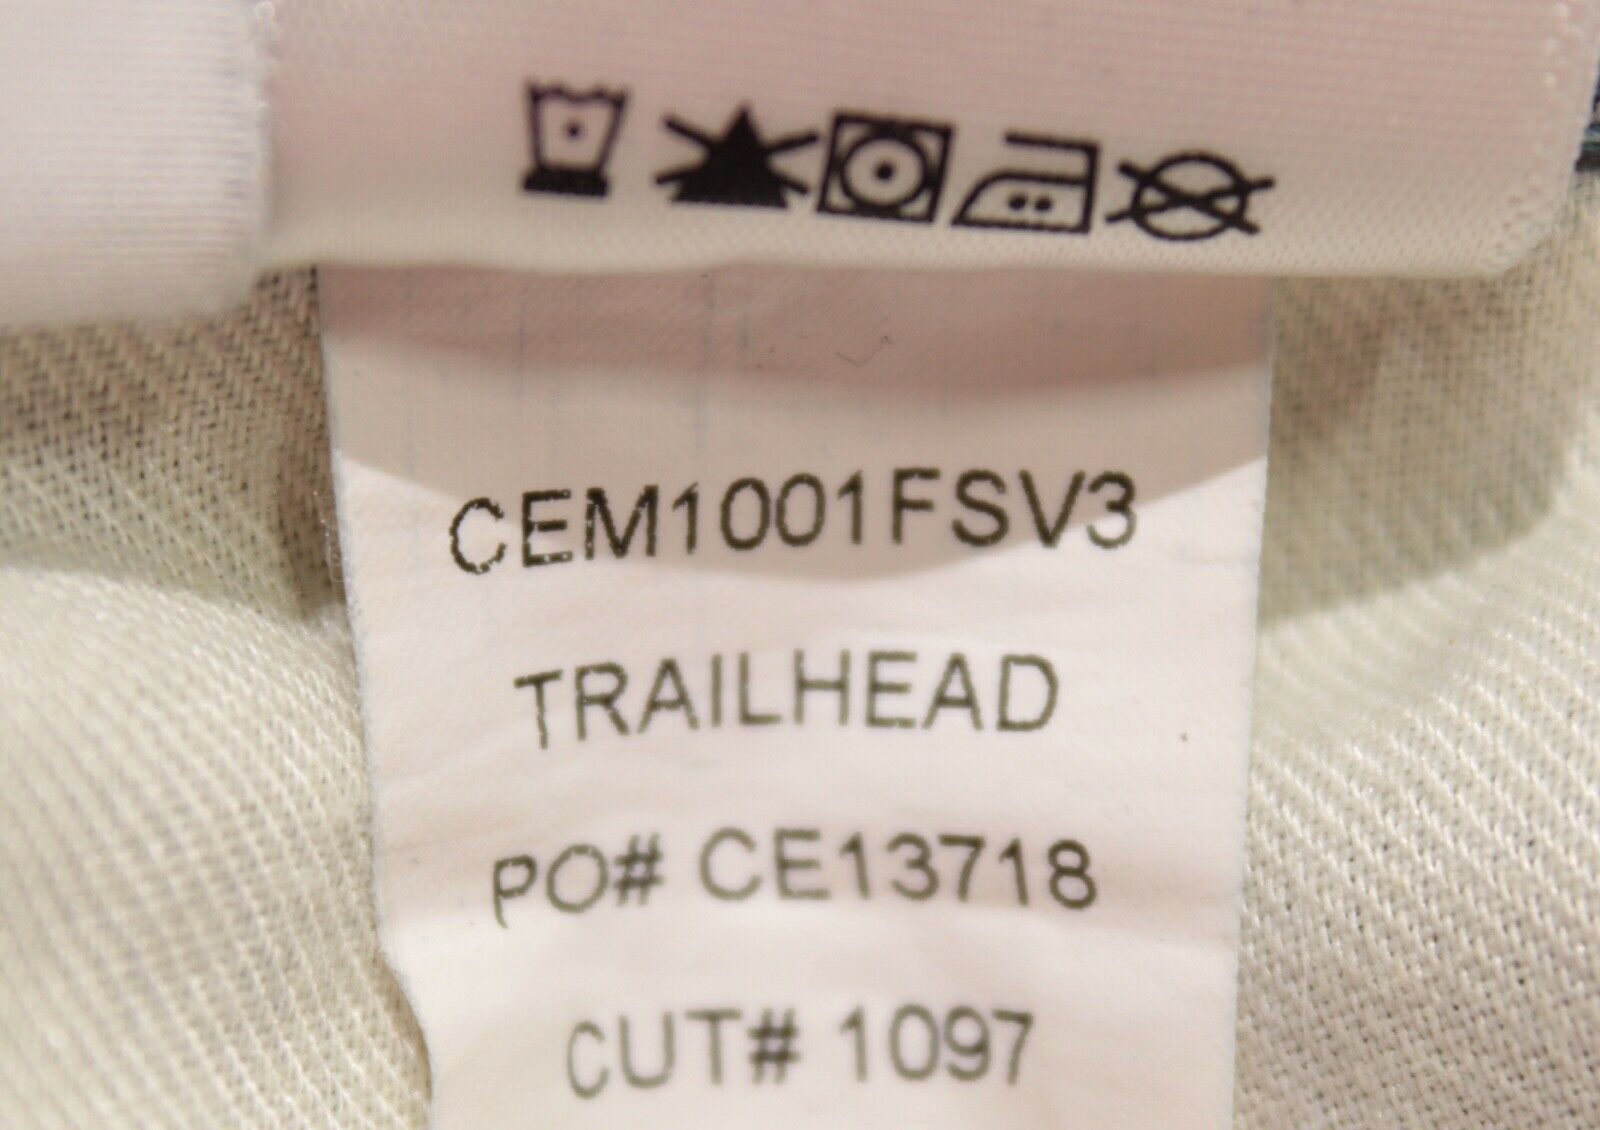 CEM1001FSV3
TRAILHEAD
PO# CE13718
CUT# 1097